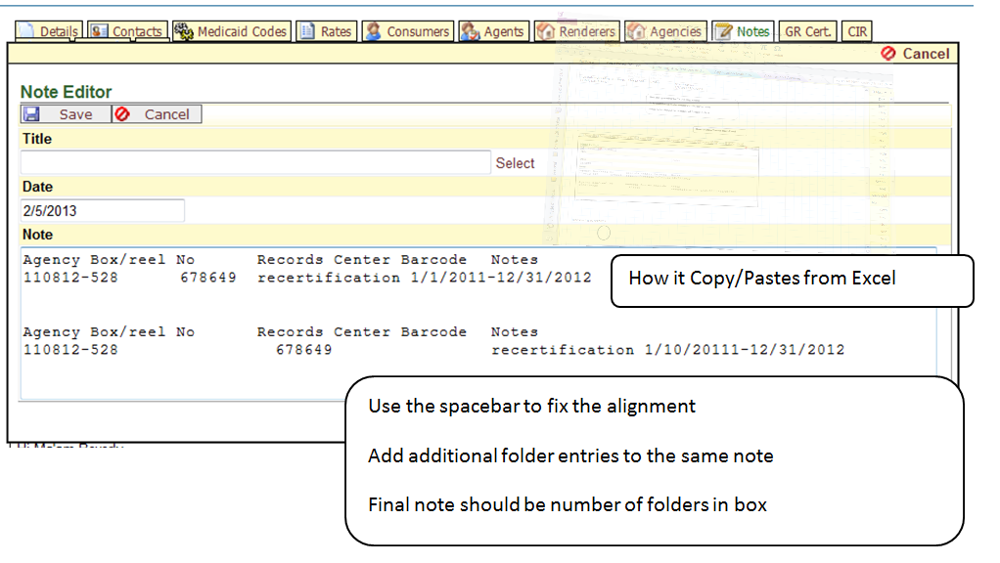 Details Contacts Medicaid Codes Rates Consumers Agents Renderers Agencies Notes GR Cert. CIR
Cancel
Note Editor
Save Cancel
Title
Select
Date
2/5/2013
Note
Agency Box/reel No Records Center Barcode Notes
110812-528 678649 recertification 1/1/2011-12/31/2012
How it Copy/Pastes from Excel
Agency Box/reel No Records Center Barcode Notes
110812-528 678649 recertification 1/10/20111-12/31/2012
Use the spacebar to fix the alignment
Add additional folder entries to the same note
Final note should be number of folders in box